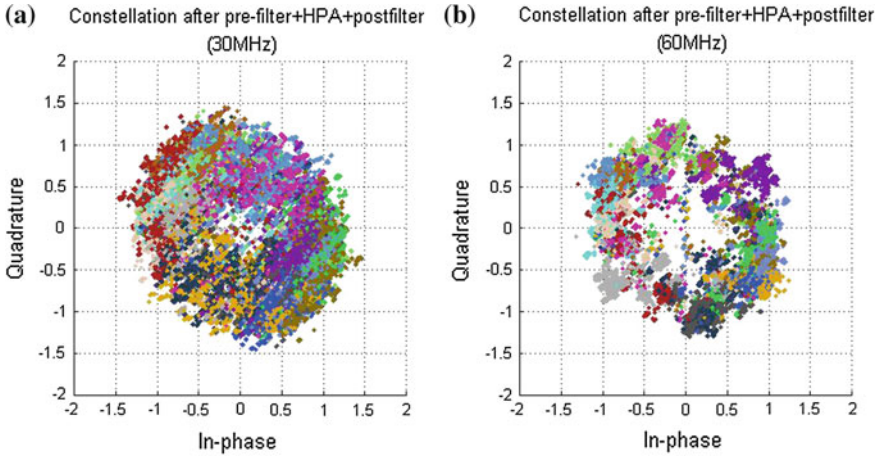 (a)
Constellation after pre-filter+HPA+postfilter
(30MHz)
2
1.5
1
0.5
0
-0.5
-1
-1.5
-2
Quadrature
-2 -1.5 -1 -0.5 0 0.5 1 1.5 2
In-phase
(b)
Constellation after pre-filter+HPA+postfilter
(60MHz)
2
1.5
1
0.5
0
-0.5
-1
-1.5
-2
Quadrature
-2 -1.5 -1 -0.5 0 0.5 1 1.5 2
In-phase